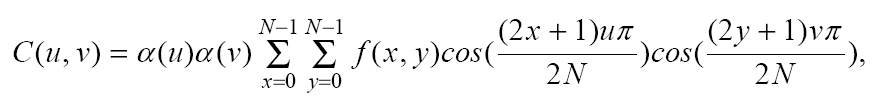 C(u, v) = α(u)α(v) ∑_{x=0}^{N−1} ∑_{y=0}^{N−1} f(x, y)cos((2x + 1)uπ / 2N)cos((2y + 1)vπ / 2N),